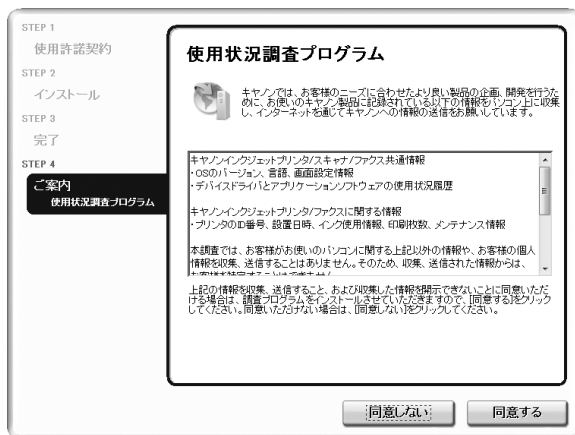 STEP 1
使用許諾契約
STEP 2
インストール
STEP 3
完了
STEP 4
ご案内
使用状況調査プログラム
使用状況調査プログラム
キヤノンでは、お客様のニーズに合わせたより良い製品の企画、開発を行うた
めに、お使いのキヤノン製品に記録されている以下の情報をパソコン上に収集
し、インターネットを通じてキヤノンへの情報の送信をお願いしています。
キヤノンインクジェットプリンタ/スキャナ/ファクス共通情報
・OSのバージョン、言語、画面設定情報
・デバイスドライバとアプリケーションソフトウェアの使用状況履歴
キヤノンインクジェットプリンタ/ファクスに関する情報
・プリンタのID番号、設置日時、インク使用情報、印刷枚数、メンテナンス情報
本調査では、お客様がお使いのパソコンに関する上記以外の情報や、お客様の個人
情報を収集、送信することはありません。そのため、収集、送信された情報からは、
お客様を特定することはできません。
上記の情報を収集、送信すること、および収集した情報を開示できないことに同意いただ
ける場合は、調査プログラムをインストールさせていただきますので、[同意する]をクリック
してください。同意いただけない場合は、[同意しない]をクリックしてください。
同意しない
同意する